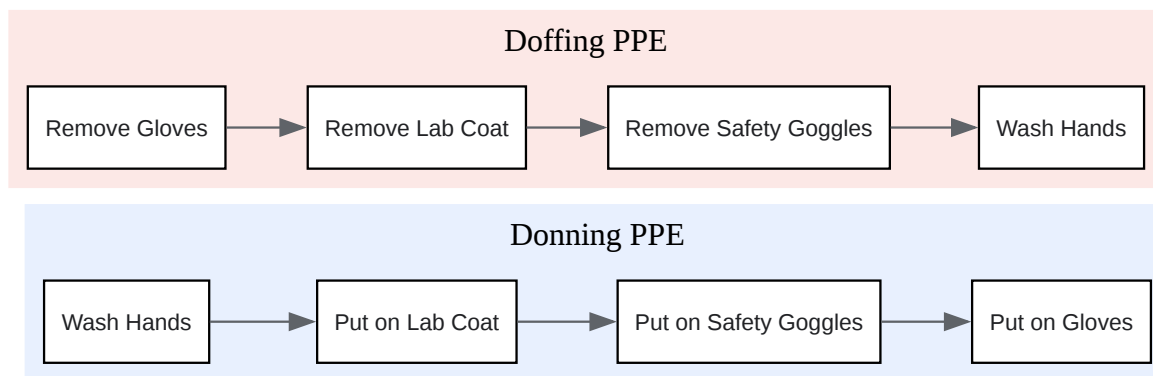 Doffing PPE
Remove Gloves
Remove Lab Coat
Remove Safety Goggles
Wash Hands
Donning PPE
Wash Hands
Put on Lab Coat
Put on Safety Goggles
Put on Gloves